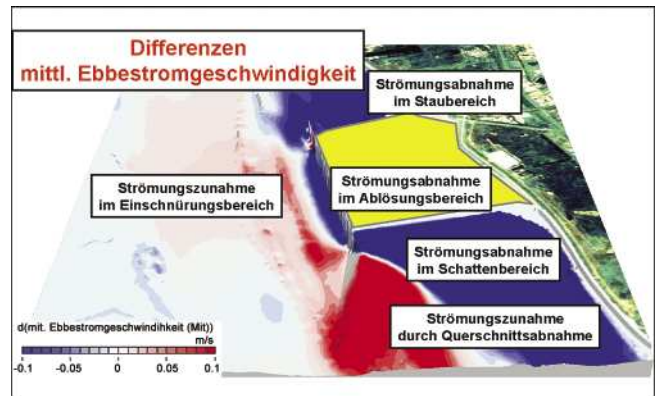 Differenzen
mittl. Ebbestromgeschwindigkeit
Strömungsabnahme
im Staubereich
Strömungszunahme
im Einschnürungsbereich
Strömungsabnahme
im Ablösungsbereich
Strömungsabnahme
im Schattenbereich
Strömungszunahme
durch Querschnittsabnahme
d(mit. Ebbestromgeschwindihkeit (Mit))
m/s
-0.1 -0.05 0 0.05 0.1